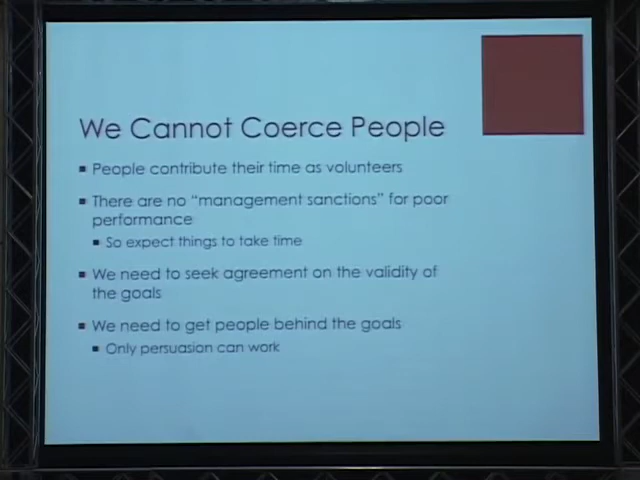 We Cannot Coerce People
▪ People contribute their time as volunteers
▪ There are no “management sanctions” for poor
performance
▪ So expect things to take time
▪ We need to seek agreement on the validity of
the goals
▪ We need to get people behind the goals
▪ Only persuasion can work